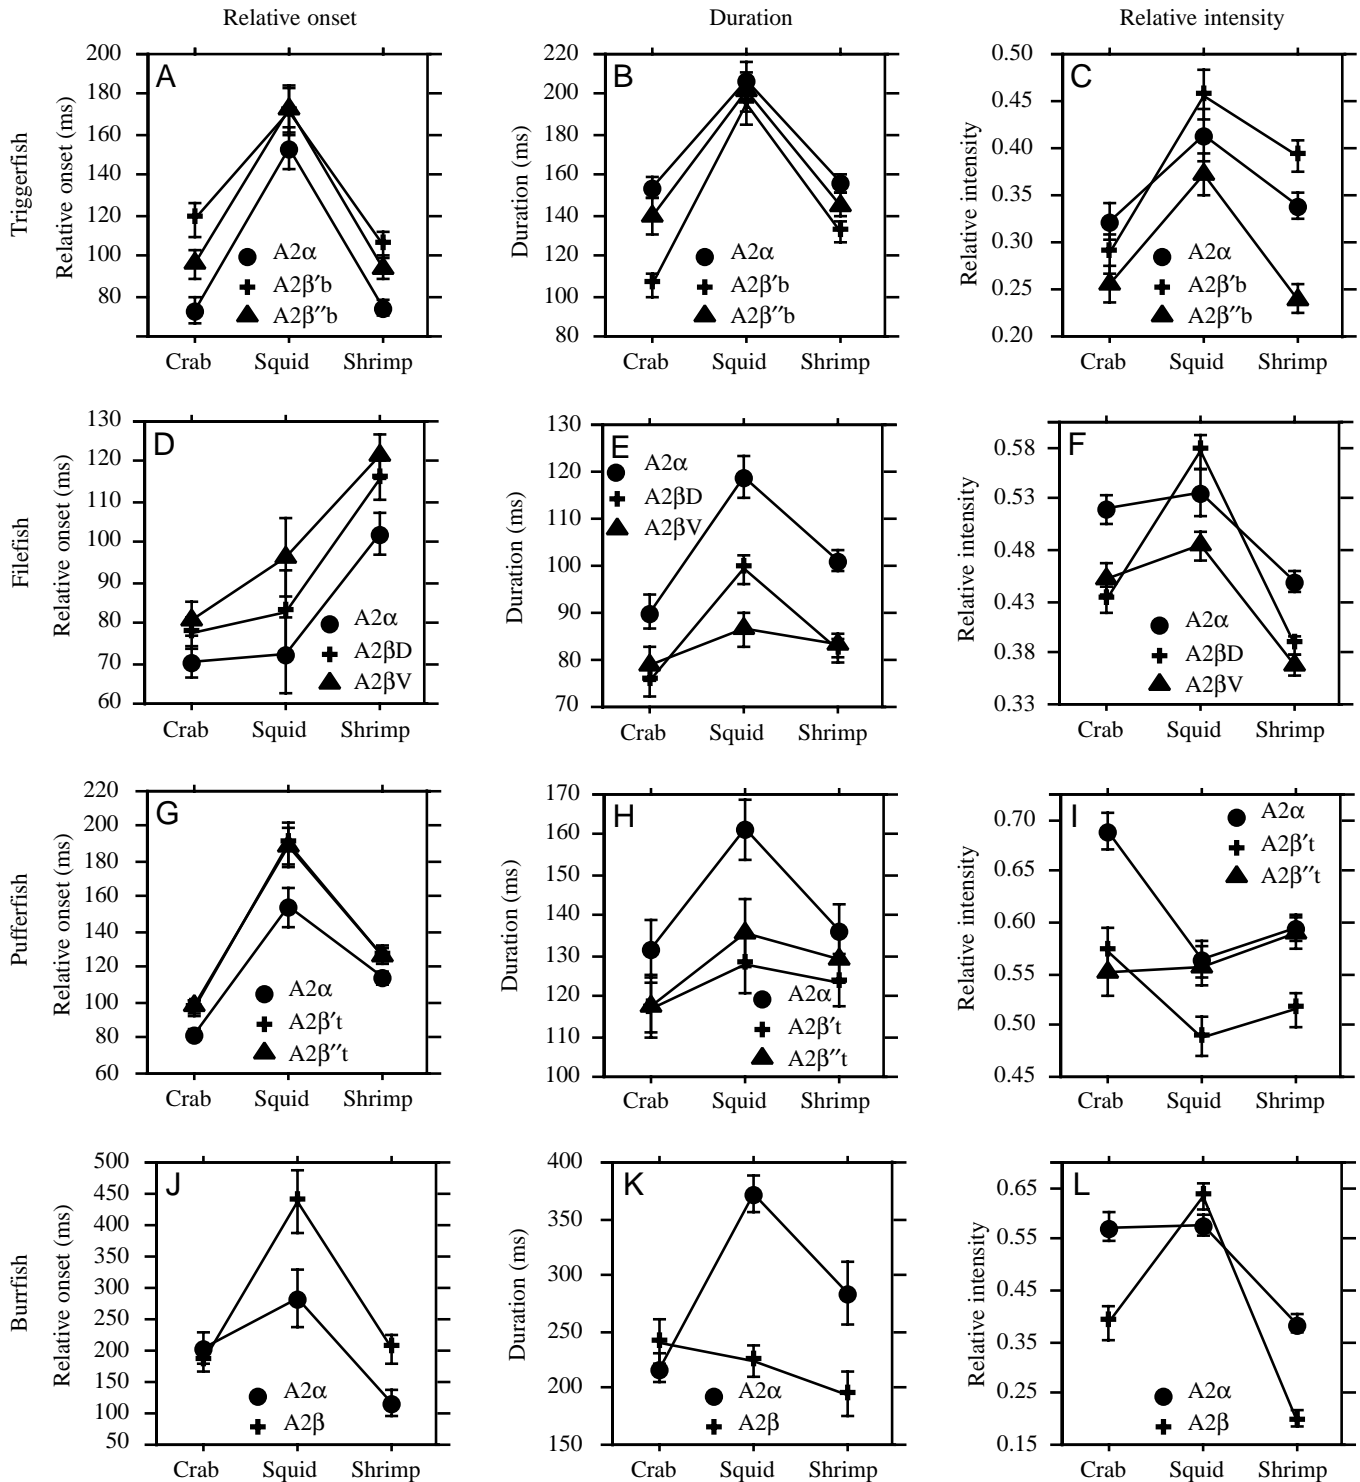 Relative onset
Duration
Relative intensity
Triggerfish
Relative onset (ms)
200
180
160
140
120
100
80
A
A2α
A2β′b
A2β″b
Crab
Squid
Shrimp
Duration (ms)
220
200
180
160
140
120
100
80
B
A2α
A2β′b
A2β″b
Crab
Squid
Shrimp
Relative intensity
0.50
0.45
0.40
0.35
0.30
0.25
0.20
C
A2α
A2β′b
A2β″b
Crab
Squid
Shrimp
Filefish
Relative onset (ms)
130
120
110
100
90
80
70
60
D
A2α
A2βD
A2βV
Crab
Squid
Shrimp
Duration (ms)
130
120
110
100
90
80
70
E
A2α
A2βD
A2βV
Crab
Squid
Shrimp
Relative intensity
0.58
0.53
0.48
0.43
0.38
0.33
F
A2α
A2βD
A2βV
Crab
Squid
Shrimp
Pufferfish
Relative onset (ms)
220
200
180
160
140
120
100
80
60
G
A2α
A2β′t
A2β″t
Crab
Squid
Shrimp
Duration (ms)
170
160
150
140
130
120
110
100
H
A2α
A2β′t
A2β″t
Crab
Squid
Shrimp
Relative intensity
0.70
0.65
0.60
0.55
0.50
0.45
I
A2α
A2β′t
A2β″t
Crab
Squid
Shrimp
Burrfish
Relative onset (ms)
500
450
400
350
300
250
200
150
100
50
J
A2α
A2β
Crab
Squid
Shrimp
Duration (ms)
400
350
300
250
200
150
K
A2α
A2β
Crab
Squid
Shrimp
Relative intensity
0.65
0.55
0.45
0.35
0.25
0.15
L
A2α
A2β
Crab
Squid
Shrimp